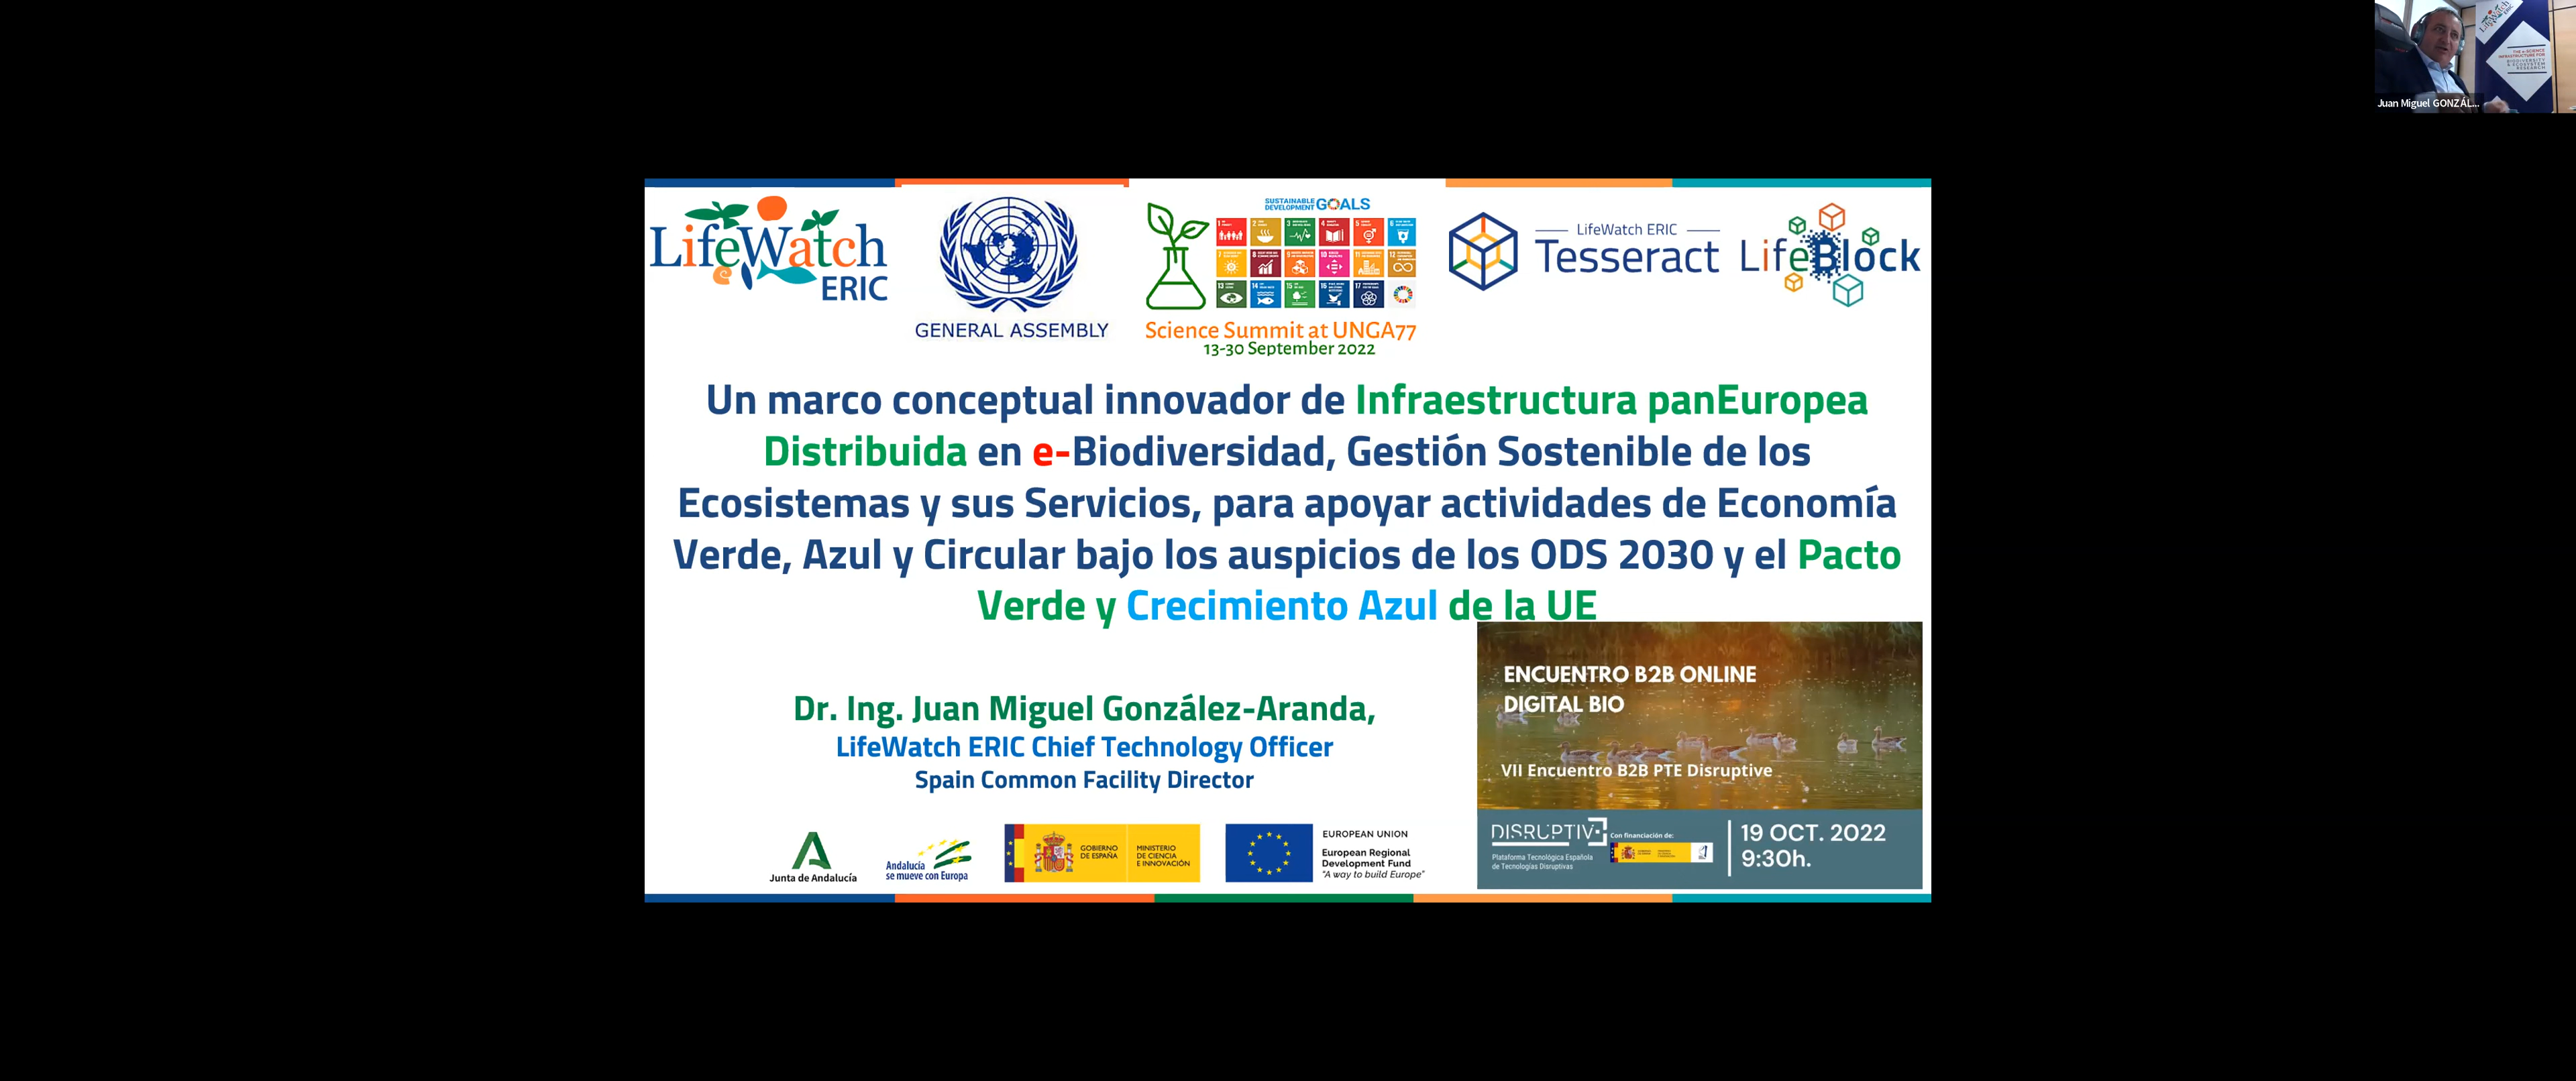 Juan Miguel GONZÁL...
LifeWatch
ERIC
GENERAL ASSEMBLY
SUSTAINABLE
DEVELOPMENT GOALS
Science Summit at UNGA77
13-30 September 2022
LifeWatch ERIC
Tesseract
LifeBlock
Un marco conceptual innovador de Infraestructura panEuropea
Distribuida en e-Biodiversidad, Gestión Sostenible de los
Ecosistemas y sus Servicios, para apoyar actividades de Economía
Verde, Azul y Circular bajo los auspicios de los ODS 2030 y el Pacto
Verde y Crecimiento Azul de la UE
Dr. Ing. Juan Miguel González-Aranda,
LifeWatch ERIC Chief Technology Officer
Spain Common Facility Director
ENCUENTRO B2B ONLINE
DIGITAL BIO
VII Encuentro B2B PTE Disruptive
DISRUPTIVE
Plataforma Tecnológica Española
de Tecnologías Disruptivas
Con financiación de:
19 OCT. 2022
9:30h.
Junta de Andalucía
Andalucía
se mueve con Europa
GOBIERNO
DE ESPAÑA
MINISTERIO
DE CIENCIA
E INNOVACIÓN
EUROPEAN UNION
European Regional
Development Fund
"A way to build Europe"